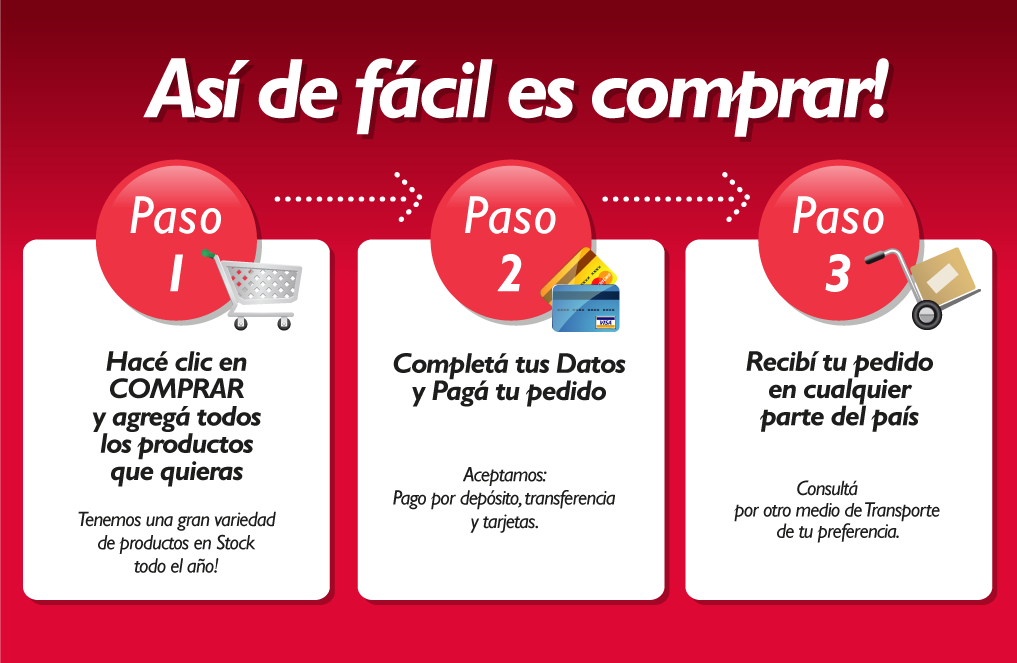 Así de fácil es comprar!
Paso
1
Hacé clic en
COMPRAR
y agregá todos
los productos
que quieras
Tenemos una gran variedad
de productos en Stock
todo el año!
Paso
2
VISA
Completá tus Datos
y Pagá tu pedido
Aceptamos:
Pago por depósito, transferencia
y tarjetas.
Paso
3
Recibí tu pedido
en cualquier
parte del país
Consultá
por otro medio de Transporte
de tu preferencia.